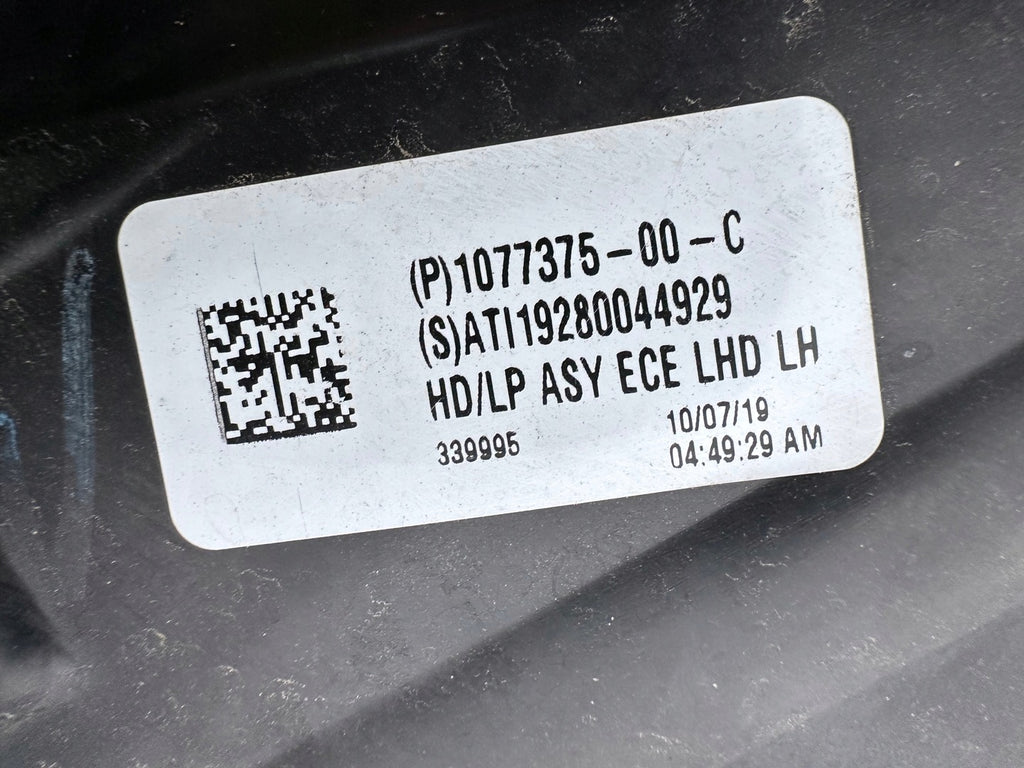 (P)1077375-00-C
(S)ATI19280044929
HD/LP ASY ECE LHD LH
339995
10/07/19
04:49:29 AM